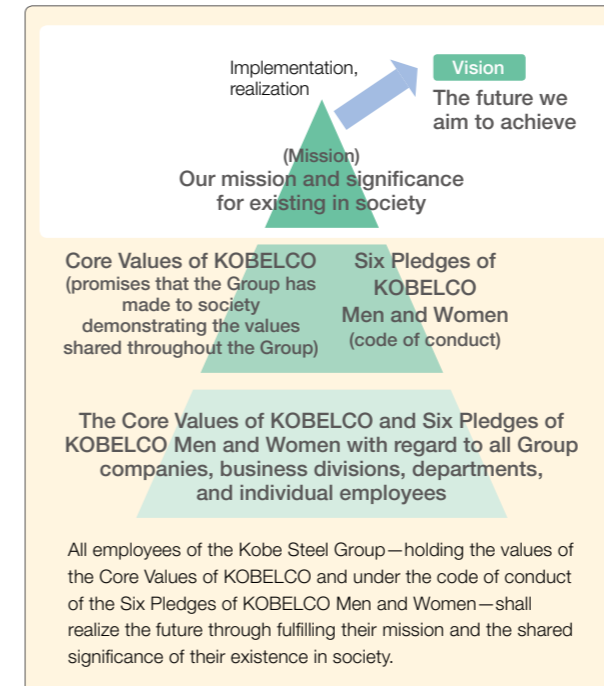 Implementation,
realization
Vision
The future we
aim to achieve
(Mission)
Our mission and significance
for existing in society
Core Values of KOBELCO
(promises that the Group has
made to society
demonstrating the values
shared throughout the Group)
Six Pledges of
KOBELCO
Men and Women
(code of conduct)
The Core Values of KOBELCO and Six Pledges of
KOBELCO Men and Women with regard to all Group
companies, business divisions, departments,
and individual employees
All employees of the Kobe Steel Group—holding the values of
the Core Values of KOBELCO and under the code of conduct
of the Six Pledges of KOBELCO Men and Women—shall
realize the future through fulfilling their mission and the shared
significance of their existence in society.